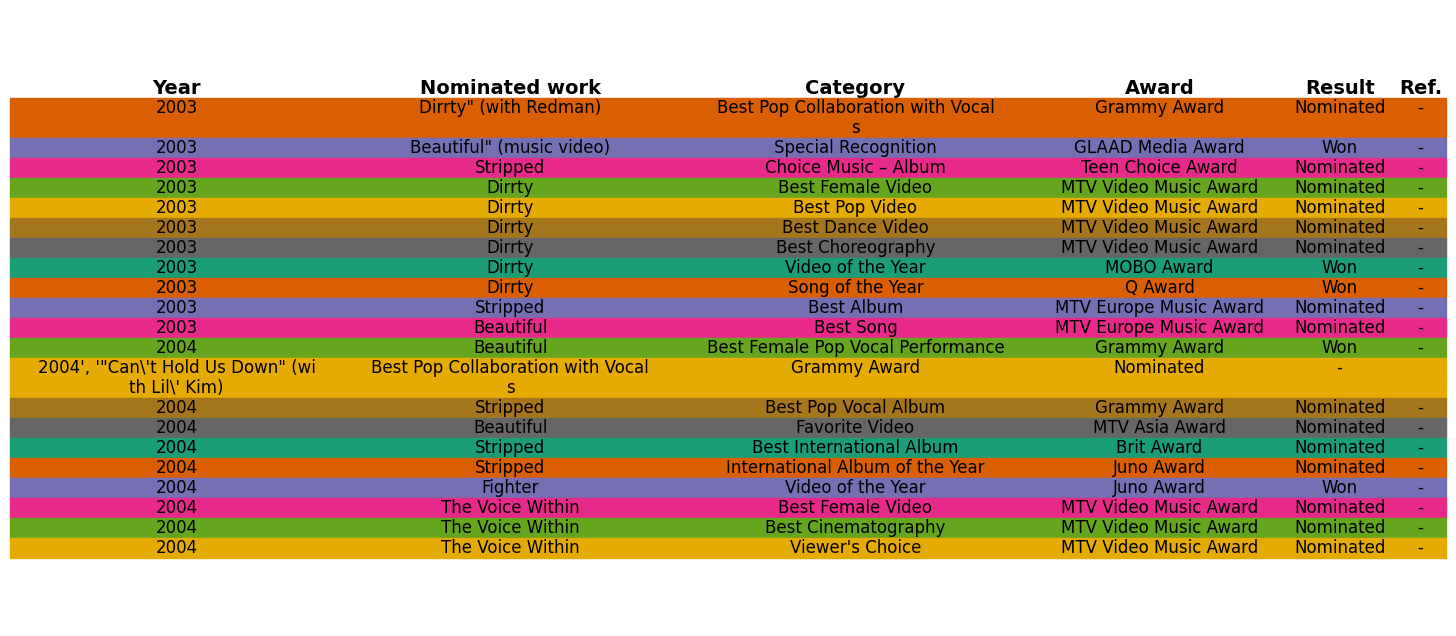 Year Nominated work Category Award Result Ref.
2003 Dirrty" (with Redman) Best Pop Collaboration with Vocal Grammy Award Nominated -
s
2003 Beautiful" (music video) Special Recognition GLAAD Media Award Won -
2003 Stripped Choice Music – Album Teen Choice Award Nominated -
2003 Dirrty Best Female Video MTV Video Music Award Nominated -
2003 Dirrty Best Pop Video MTV Video Music Award Nominated -
2003 Dirrty Best Dance Video MTV Video Music Award Nominated -
2003 Dirrty Best Choreography MTV Video Music Award Nominated -
2003 Dirrty Video of the Year MOBO Award Won -
2003 Dirrty Song of the Year Q Award Won -
2003 Stripped Best Album MTV Europe Music Award Nominated -
2003 Beautiful Best Song MTV Europe Music Award Nominated -
2004 Beautiful Best Female Pop Vocal Performance Grammy Award Won -
2004', '"Can\'t Hold Us Down" (wi Best Pop Collaboration with Vocal Grammy Award Nominated -
th Lil\' Kim) s
2004 Stripped Best Pop Vocal Album Grammy Award Nominated -
2004 Beautiful Favorite Video MTV Asia Award Nominated -
2004 Stripped Best International Album Brit Award Nominated -
2004 Stripped International Album of the Year Juno Award Nominated -
2004 Fighter Video of the Year Juno Award Won -
2004 The Voice Within Best Female Video MTV Video Music Award Nominated -
2004 The Voice Within Best Cinematography MTV Video Music Award Nominated -
2004 The Voice Within Viewer's Choice MTV Video Music Award Nominated -